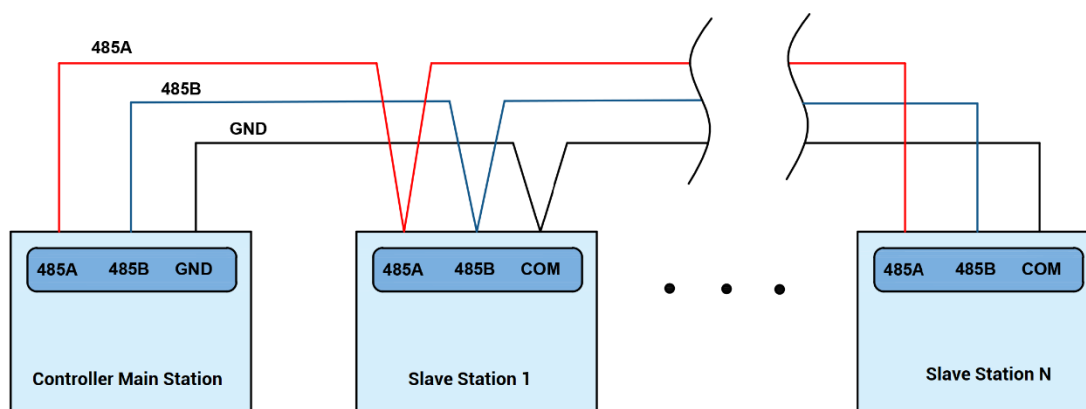 485A
485B
GND
485A 485B GND
485A 485B COM
485A 485B COM
Controller Main Station
Slave Station 1
Slave Station N